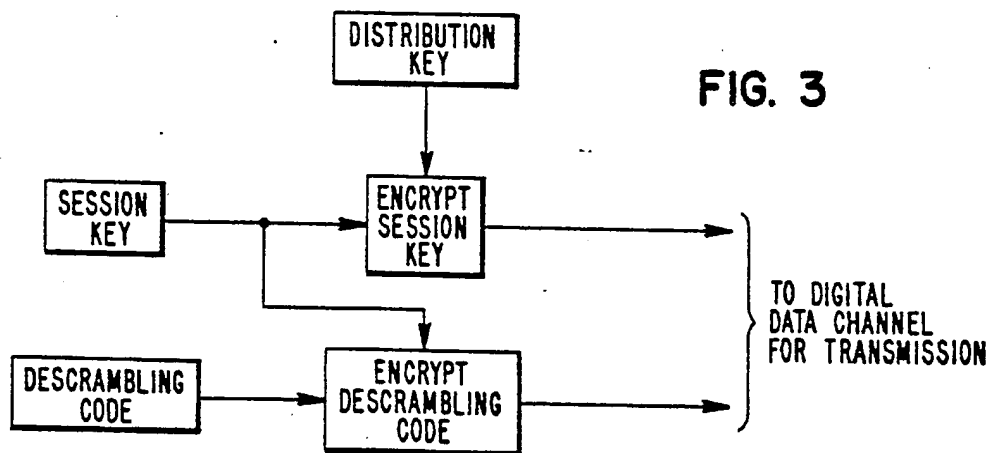 DISTRIBUTION
KEY
FIG. 3
SESSION
KEY
ENCRYPT
SESSION
KEY
TO DIGITAL
DATA CHANNEL
FOR TRANSMISSION
DESCRAMBLING
CODE
ENCRYPT
DESCRAMBLING
CODE